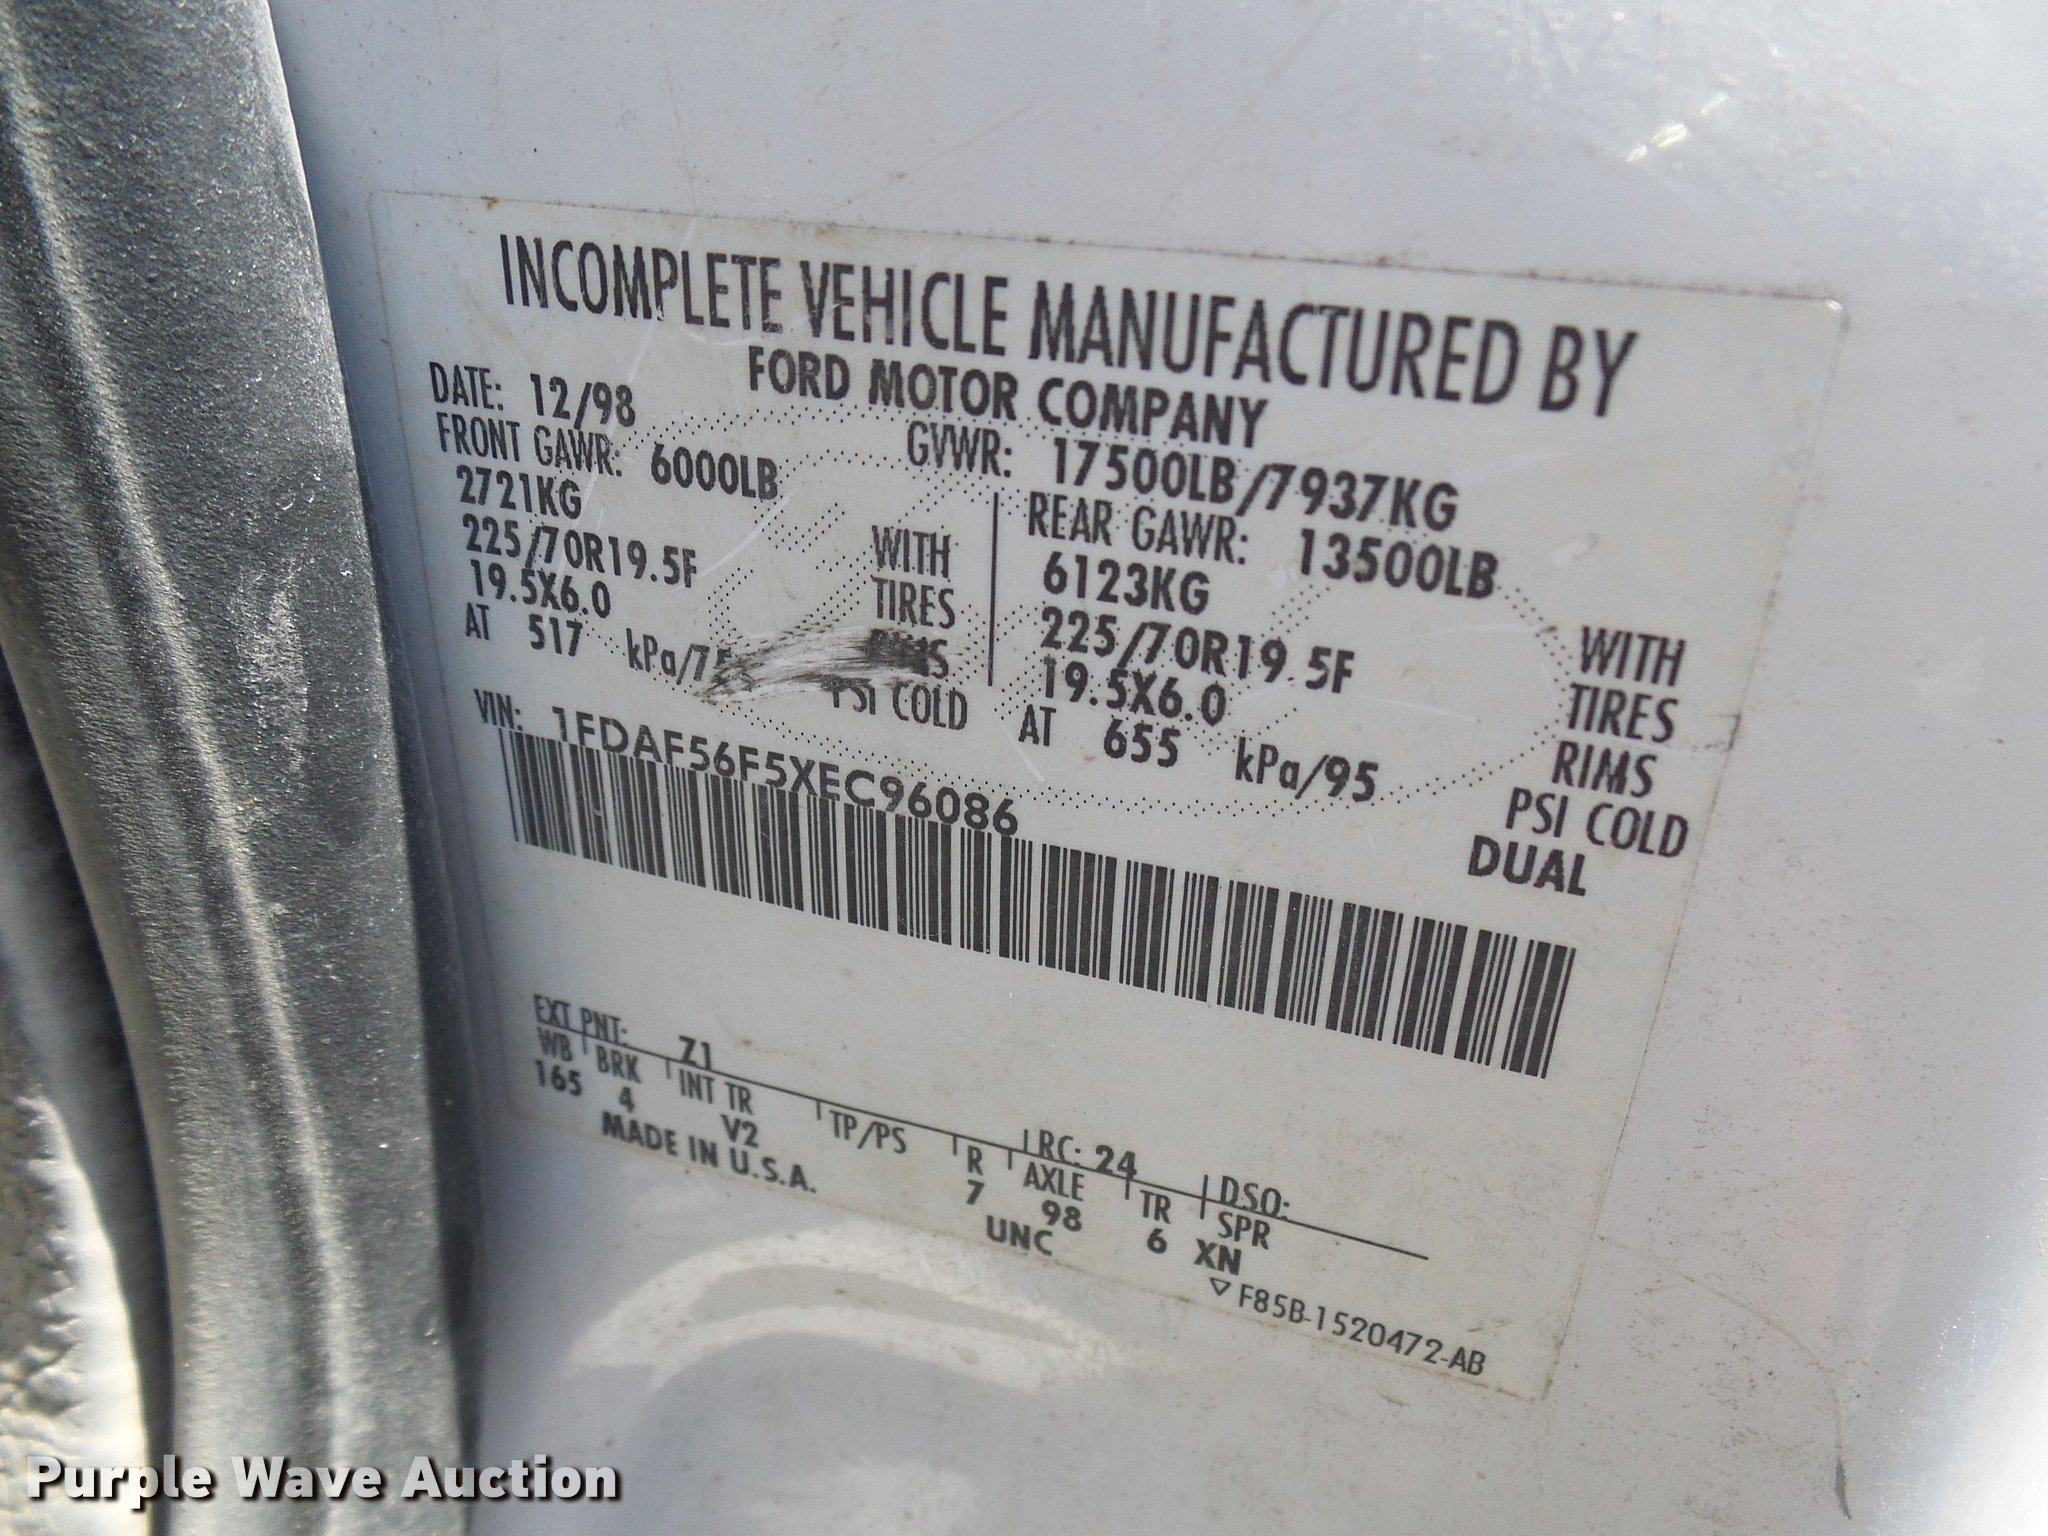 INCOMPLETE VEHICLE MANUFACTURED BY
FORD MOTOR COMPANY
DATE: 12/98
GVWR: 17500LB/7937KG
FRONT GAWR: 6000LB
2721KG
WITH
225/70R19.5F
TIRES
19.5X6.0
RIMS
AT 517 kPa/75
PSI COLD
REAR GAWR: 13500LB
6123KG
WITH
225/70R19.5F
TIRES
19.5X6.0
RIMS
AT 655 kPa/95
PSI COLD
DUAL
VIN: 1FDAF56F5XEC96086
EXT PNT: Z1
RC: 24
DSO:
WB BRK INT TR TP/PS R AXLE TR SPR
165 4 V2 7 98 6 XN
MADE IN U.S.A.
UNC
▽ F85B-1520472-AB
Purple Wave Auction